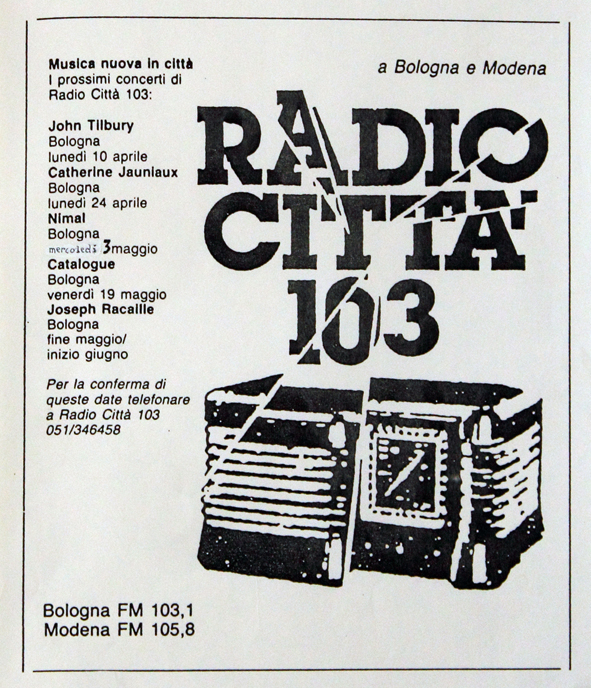 Musica nuova in città
I prossimi concerti di
Radio Città 103:
John Tilbury
Bologna
lunedì 10 aprile
Catherine Jauniaux
Bologna
lunedì 24 aprile
Nimal
Bologna
mercoledì 3 maggio
Catalogue
Bologna
venerdì 19 maggio
Joseph Racaille
Bologna
fine maggio/
inizio giugno
Per la conferma di
queste date telefonare
a Radio Città 103
051/346458
a Bologna e Modena
RADIO
CITTA'
103
Bologna FM 103,1
Modena FM 105,8